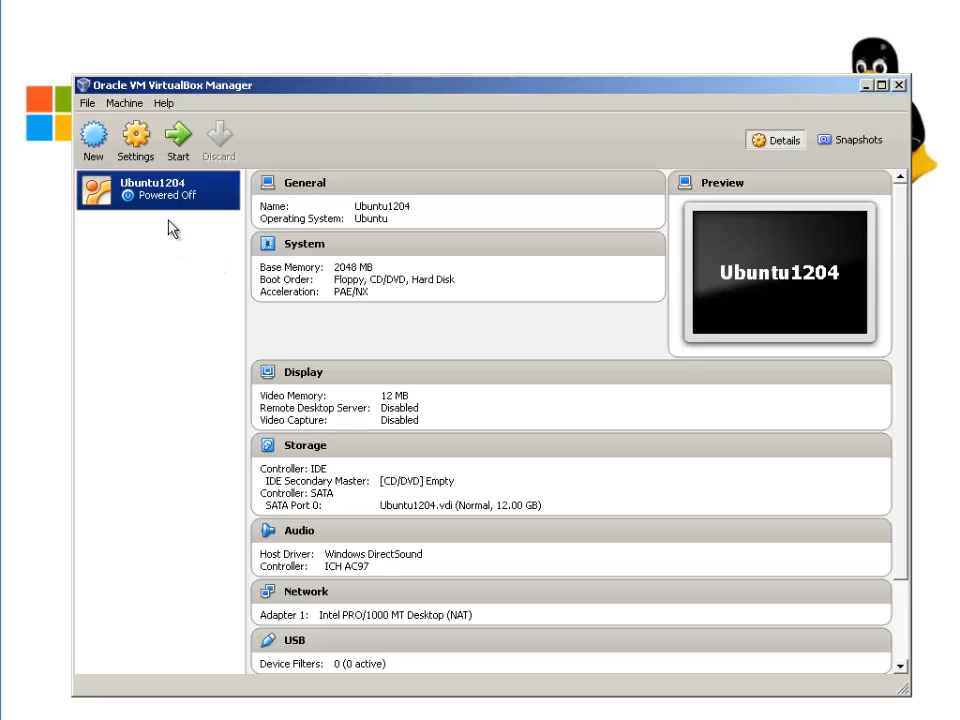 Oracle VM VirtualBox Manager
File Machine Help
New Settings Start Discard
Details Snapshots
Ubuntu1204
Powered Off
General
Name: Ubuntu1204
Operating System: Ubuntu
System
Base Memory: 2048 MB
Boot Order: Floppy, CD/DVD, Hard Disk
Acceleration: PAE/NX
Preview
Ubuntu1204
Display
Video Memory: 12 MB
Remote Desktop Server: Disabled
Video Capture: Disabled
Storage
Controller: IDE
IDE Secondary Master: [CD/DVD] Empty
Controller: SATA
SATA Port 0: Ubuntu1204.vdi (Normal, 12.00 GB)
Audio
Host Driver: Windows DirectSound
Controller: ICH AC97
Network
Adapter 1: Intel PRO/1000 MT Desktop (NAT)
USB
Device Filters: 0 (0 active)